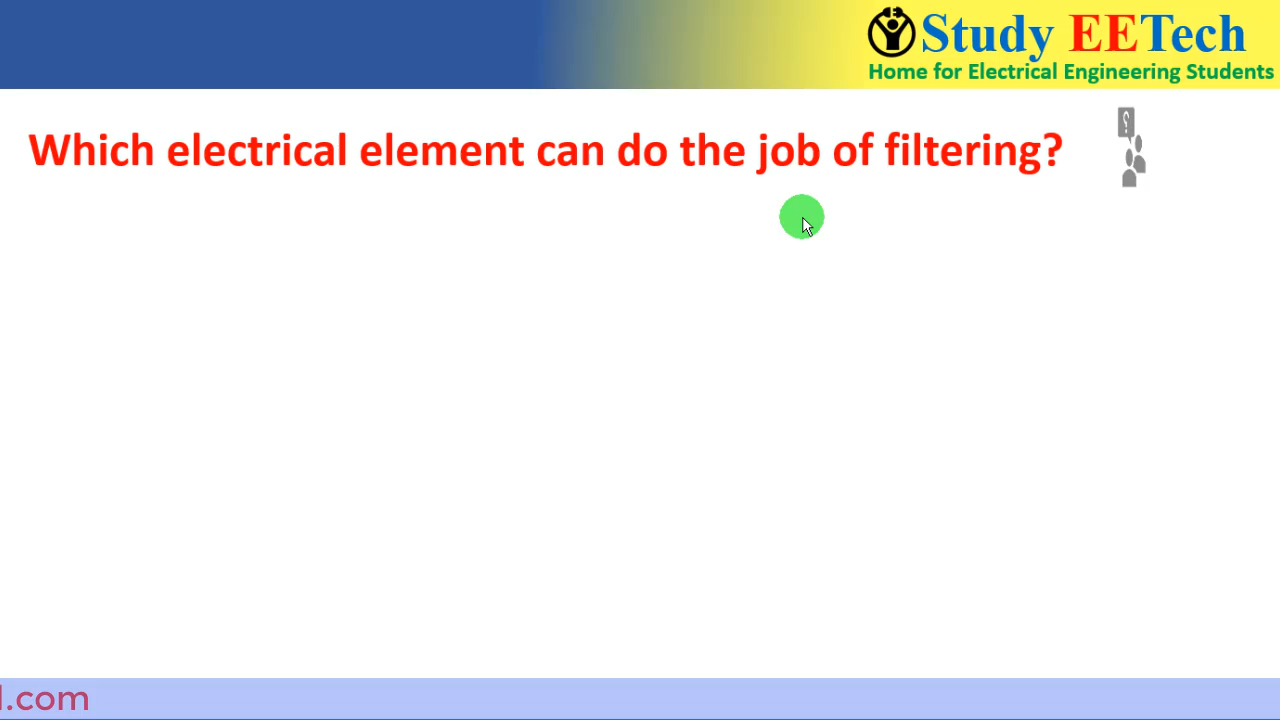 Study EETech
Home for Electrical Engineering Students
Which electrical element can do the job of filtering?
?
.com